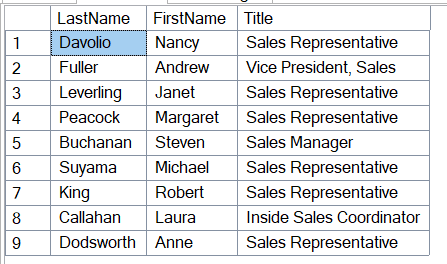 LastName FirstName Title
1 Davolio Nancy Sales Representative
2 Fuller Andrew Vice President, Sales
3 Leverling Janet Sales Representative
4 Peacock Margaret Sales Representative
5 Buchanan Steven Sales Manager
6 Suyama Michael Sales Representative
7 King Robert Sales Representative
8 Callahan Laura Inside Sales Coordinator
9 Dodsworth Anne Sales Representative